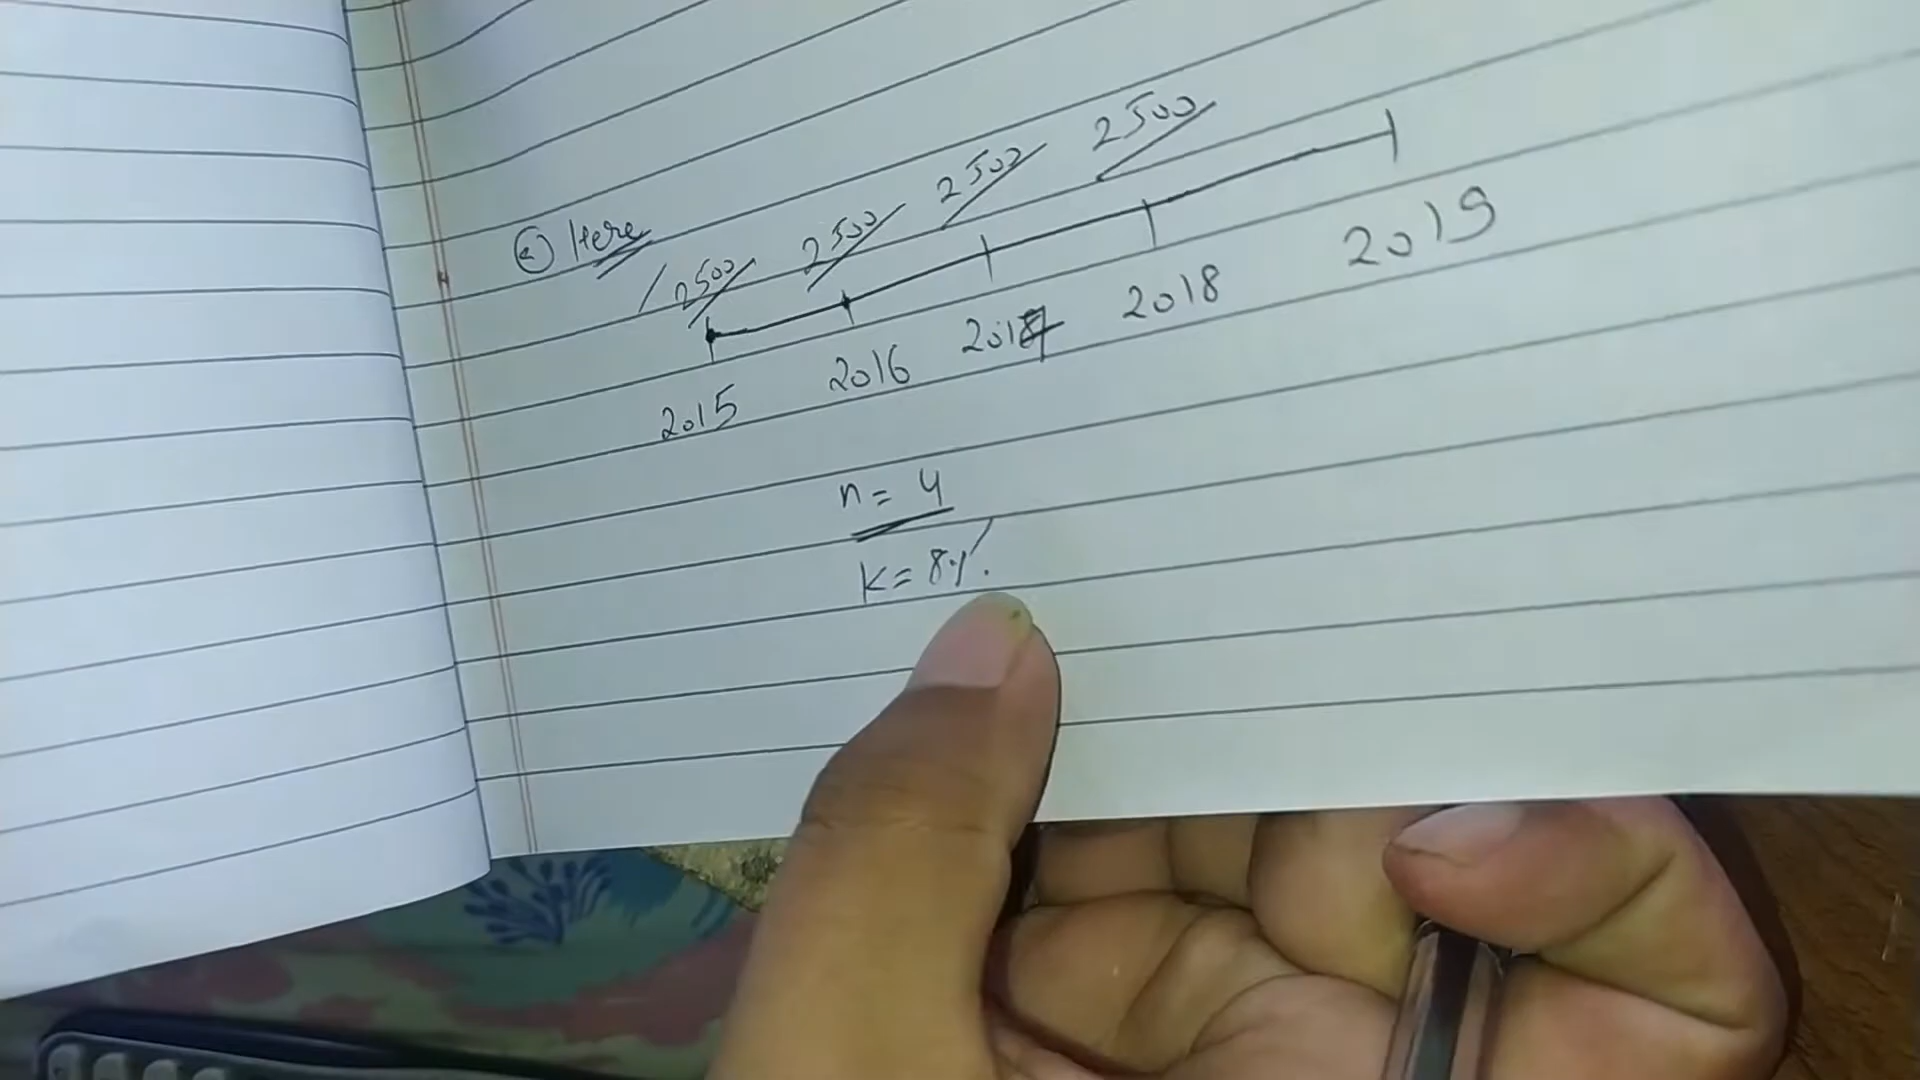 a) Here
2500 2500 2500 2500
2015 2016 2017 2018 2019
n = 4
k = 8%